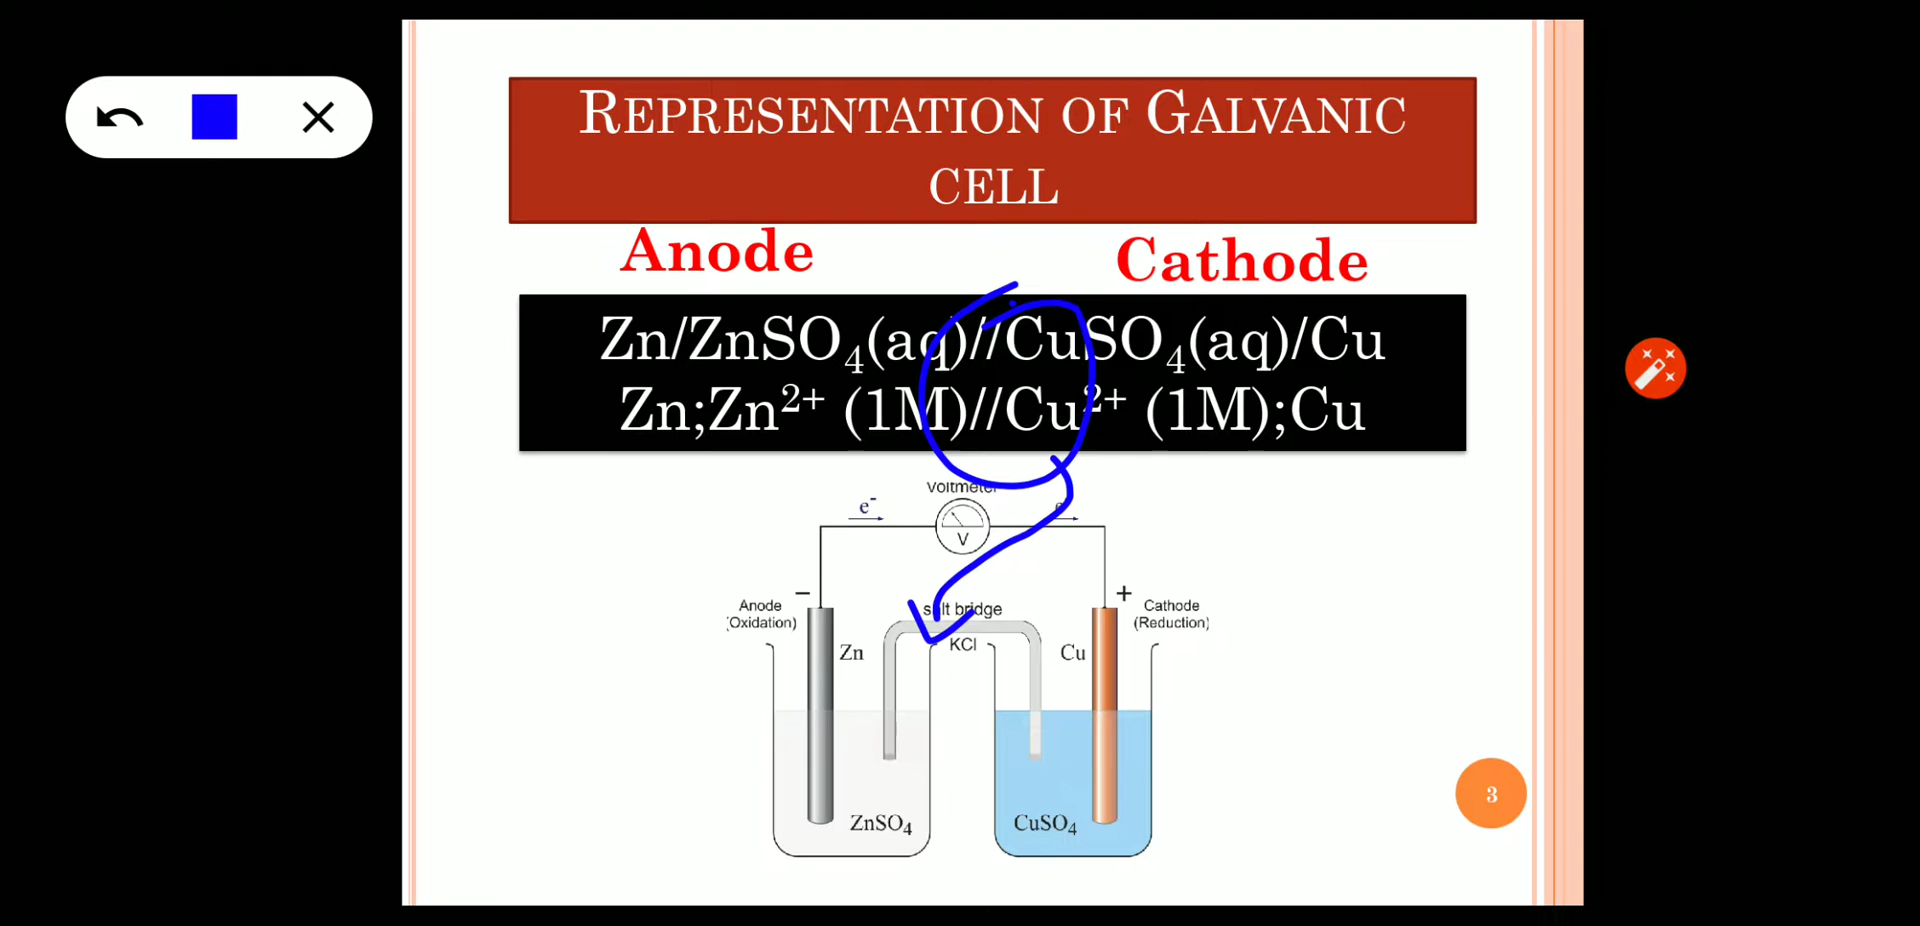 REPRESENTATION OF GALVANIC
CELL
Anode
Cathode
Zn/ZnSO₄(aq)//CuSO₄(aq)/Cu
Zn;Zn²⁺ (1M)//Cu²⁺ (1M);Cu
Voltmeter
e⁻
e
V
−
+
Anode
(Oxidation)
salt bridge
Cathode
(Reduction)
Zn
KCl
Cu
ZnSO₄
CuSO₄
3